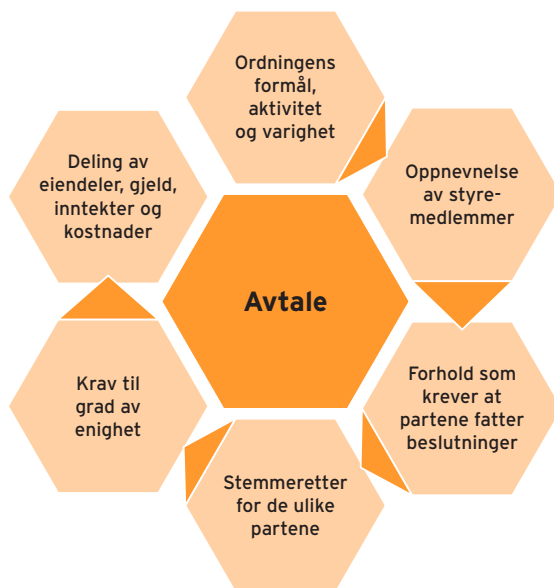 Ordningens
formål,
aktivitet
og varighet
Oppnevnelse
av styre-
medlemmer
Forhold som
krever at
partene fatter
beslutninger
Stemmeretter
for de ulike
partene
Krav til
grad av
enighet
Deling av
eiendeler, gjeld,
inntekter og
kostnader
Avtale